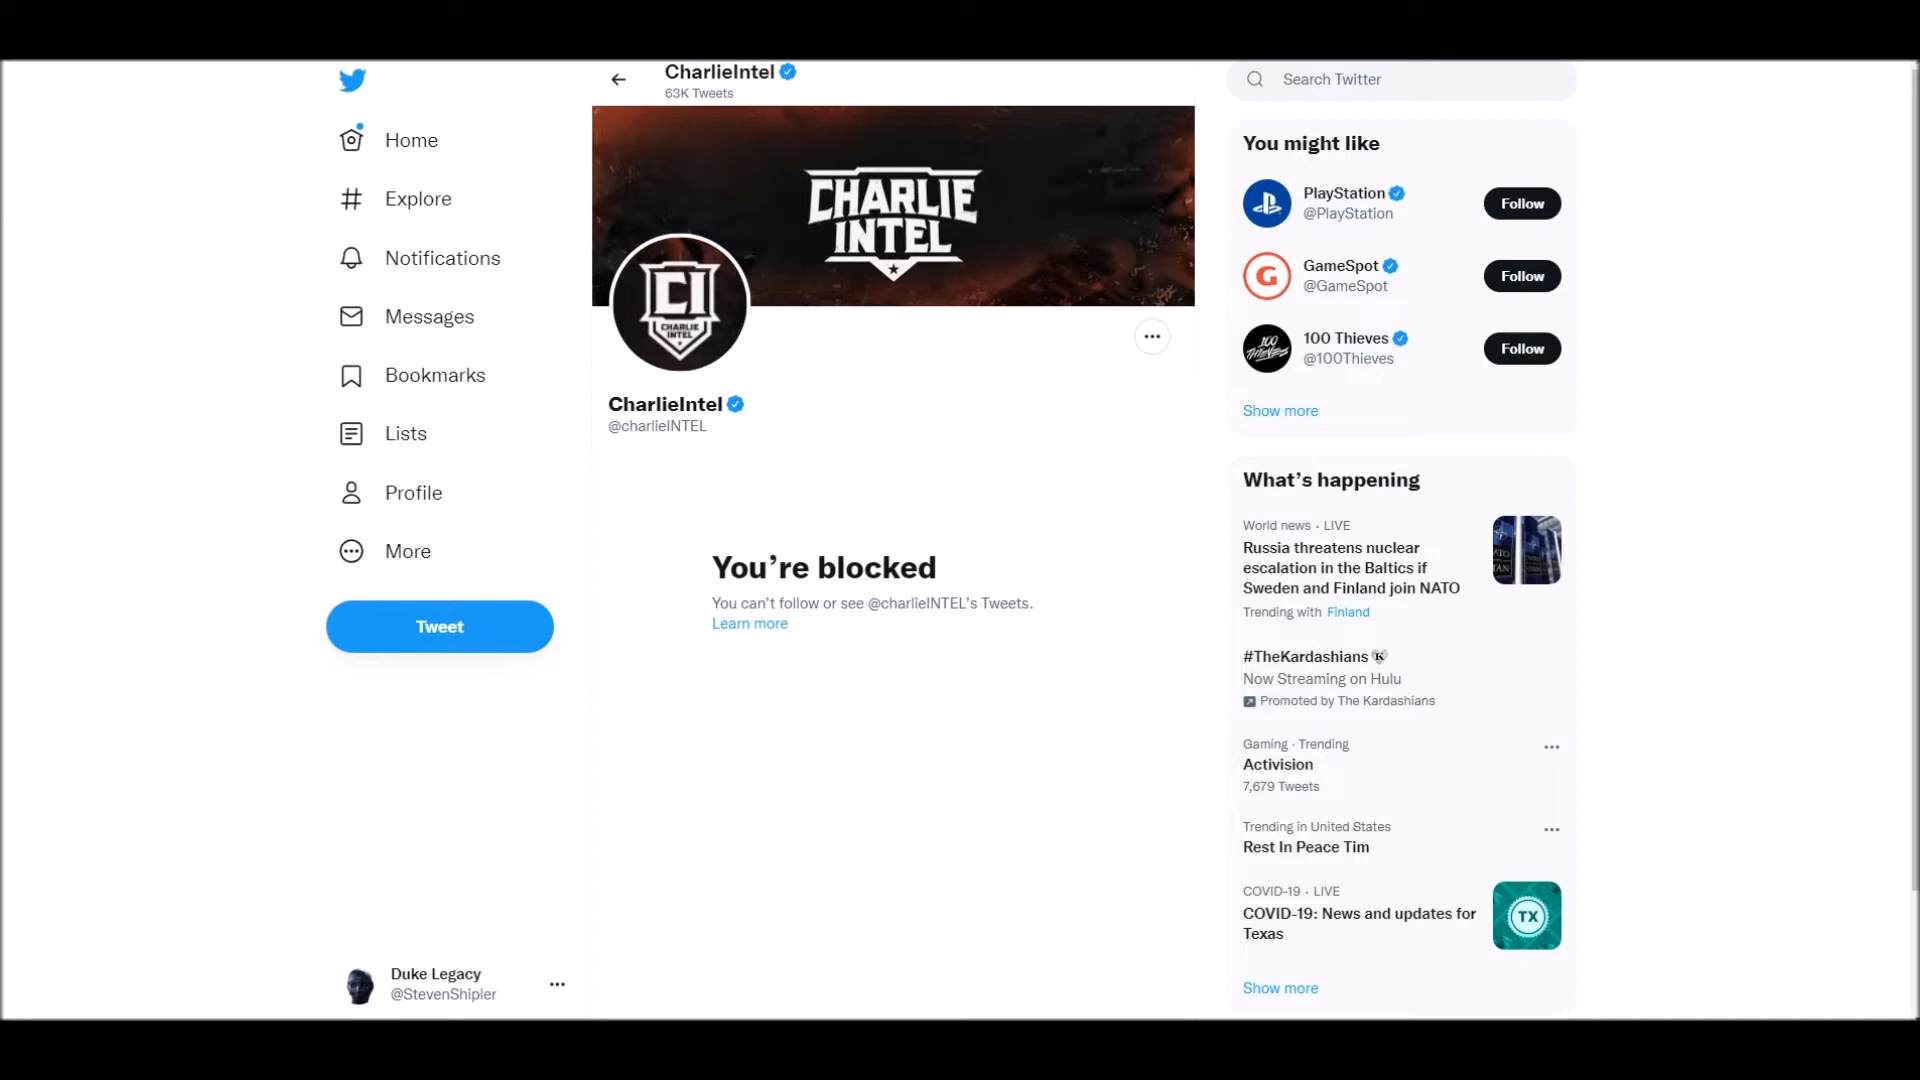 Home
Explore
Notifications
Messages
Bookmarks
Lists
Profile
More
Tweet
Duke Legacy
@StevenShipler
CharlieIntel
63K Tweets
CHARLIE
INTEL
CI
CHARLIE
INTEL
CharlieIntel
@charlieINTEL
You're blocked
You can't follow or see @charlieINTEL's Tweets.
Learn more
Search Twitter
You might like
PlayStation
@PlayStation
Follow
G
GameSpot
@GameSpot
Follow
100
THIEVES
100 Thieves
@100Thieves
Follow
Show more
What's happening
World news · LIVE
Russia threatens nuclear
escalation in the Baltics if
Sweden and Finland join NATO
Trending with Finland
#TheKardashians K
Now Streaming on Hulu
Promoted by The Kardashians
Gaming · Trending
Activision
7,679 Tweets
Trending in United States
Rest In Peace Tim
COVID-19 · LIVE
COVID-19: News and updates for
Texas
TX
Show more